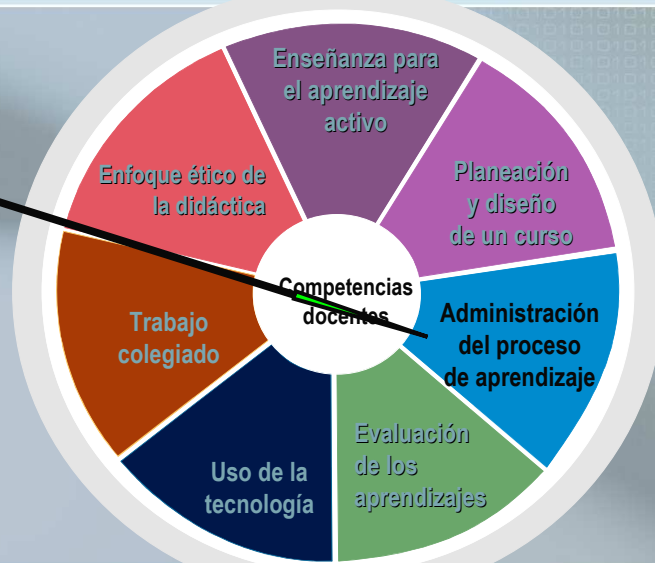 Enseñanza para
el aprendizaje
activo
Planeación
y diseño
de un curso
Administración
del proceso
de aprendizaje
Evaluación
de los
aprendizajes
Uso de la
tecnología
Trabajo
colegiado
Enfoque ético de
la didáctica
Competencias
docentes